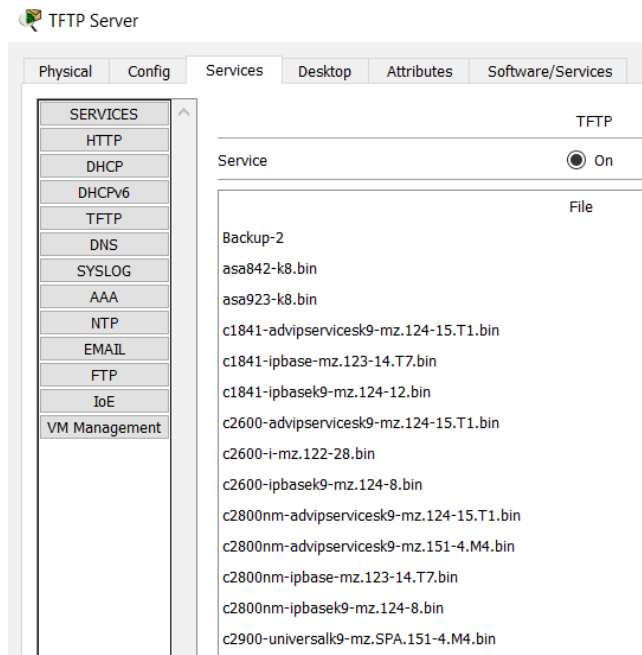 TFTP Server
Physical Config Services Desktop Attributes Software/Services
SERVICES
HTTP
DHCP
DHCPv6
TFTP
DNS
SYSLOG
AAA
NTP
EMAIL
FTP
IoE
VM Management
TFTP
Service On
File
Backup-2
asa842-k8.bin
asa923-k8.bin
c1841-advipservicesk9-mz.124-15.T1.bin
c1841-ipbase-mz.123-14.T7.bin
c1841-ipbasek9-mz.124-12.bin
c2600-advipservicesk9-mz.124-15.T1.bin
c2600-i-mz.122-28.bin
c2600-ipbasek9-mz.124-8.bin
c2800nm-advipservicesk9-mz.124-15.T1.bin
c2800nm-advipservicesk9-mz.151-4.M4.bin
c2800nm-ipbase-mz.123-14.T7.bin
c2800nm-ipbasek9-mz.124-8.bin
c2900-universalk9-mz.SPA.151-4.M4.bin